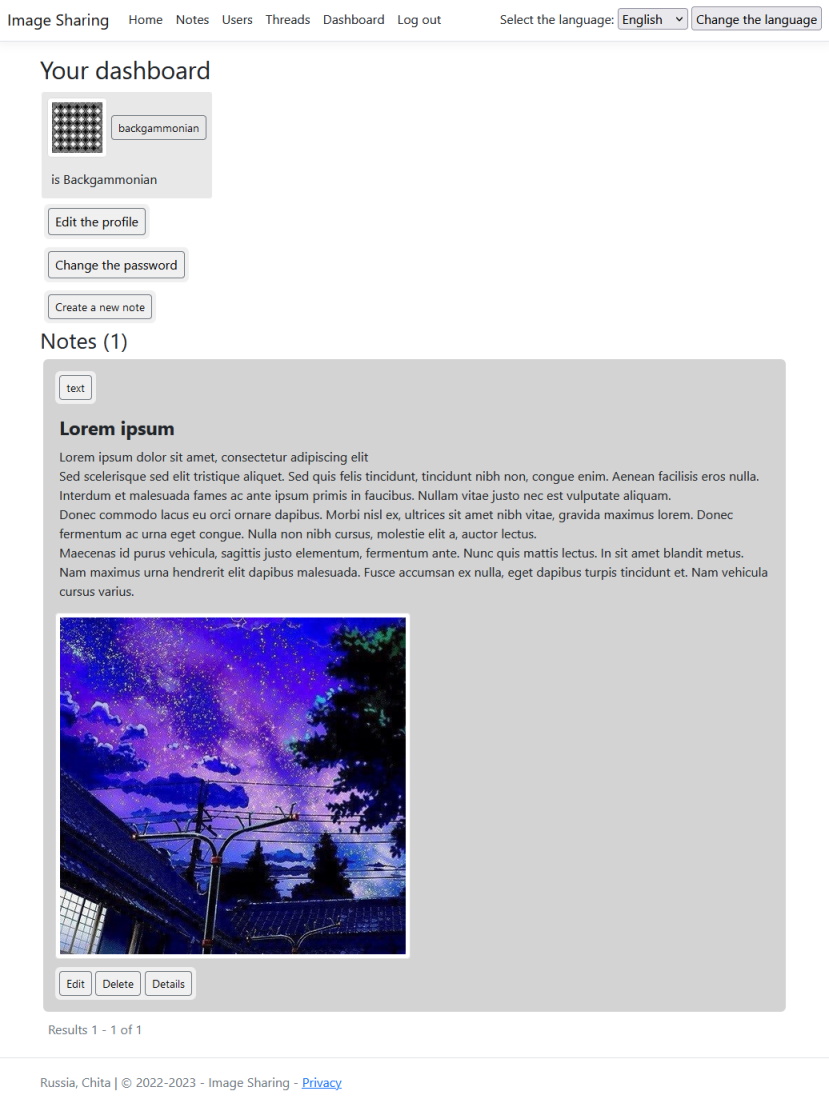 Image Sharing Home Notes Users Threads Dashboard Log out Select the language: English Change the language
Your dashboard
backgammonian
is Backgammonian
Edit the profile
Change the password
Create a new note
Notes (1)
text
Lorem ipsum
Lorem ipsum dolor sit amet, consectetur adipiscing elit
Sed scelerisque sed elit tristique aliquet. Sed quis felis tincidunt, tincidunt nibh non, congue enim. Aenean facilisis eros nulla.
Interdum et malesuada fames ac ante ipsum primis in faucibus. Nullam vitae justo nec est vulputate aliquam.
Donec commodo lacus eu orci ornare dapibus. Morbi nisl ex, ultrices sit amet nibh vitae, gravida maximus lorem. Donec
fermentum ac urna eget congue. Nulla non nibh cursus, molestie elit a, auctor lectus.
Maecenas id purus vehicula, sagittis justo elementum, fermentum ante. Nunc quis mattis lectus. In sit amet blandit metus.
Nam maximus urna hendrerit elit dapibus malesuada. Fusce accumsan ex nulla, eget dapibus turpis tincidunt et. Nam vehicula
cursus varius.
Edit Delete Details
Results 1 - 1 of 1
Russia, Chita | © 2022-2023 - Image Sharing - Privacy